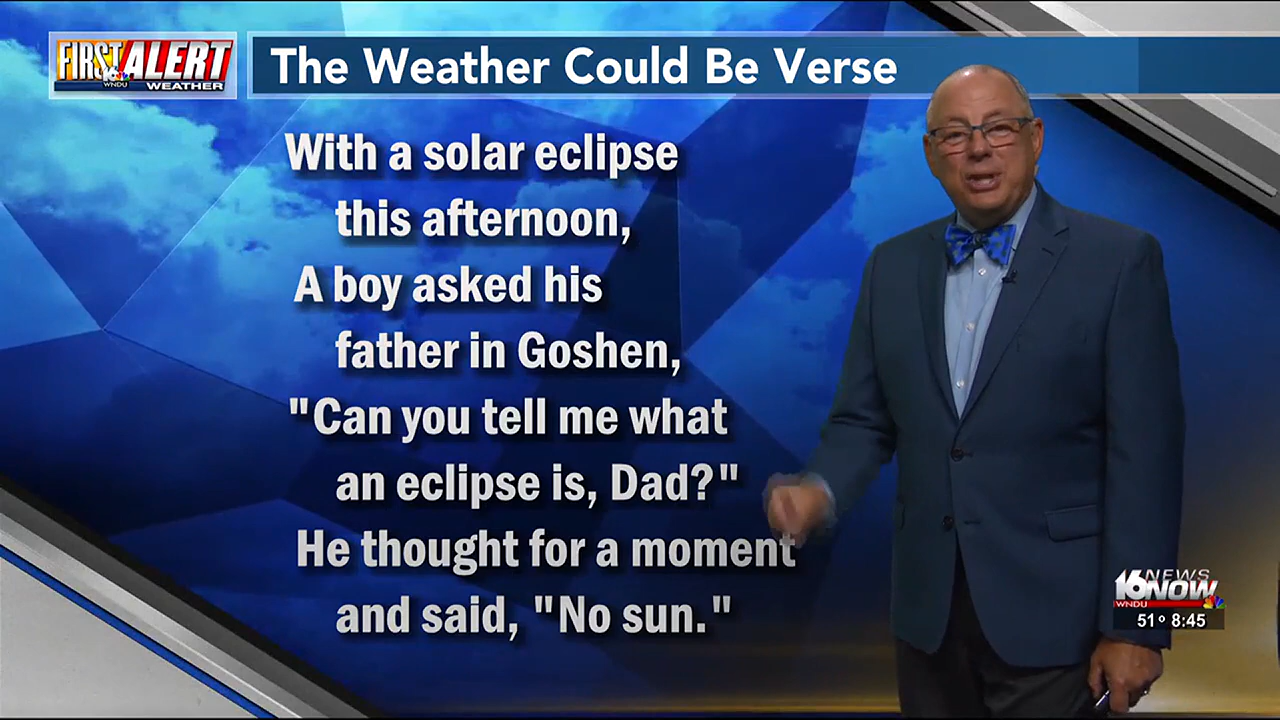 FIRST ALERT
16
WNDU
WEATHER
The Weather Could Be Verse
With a solar eclipse
this afternoon,
A boy asked his
father in Goshen,
"Can you tell me what
an eclipse is, Dad?"
He thought for a moment
and said, "No sun."
16 NEWS NOW
WNDU
51° 8:45